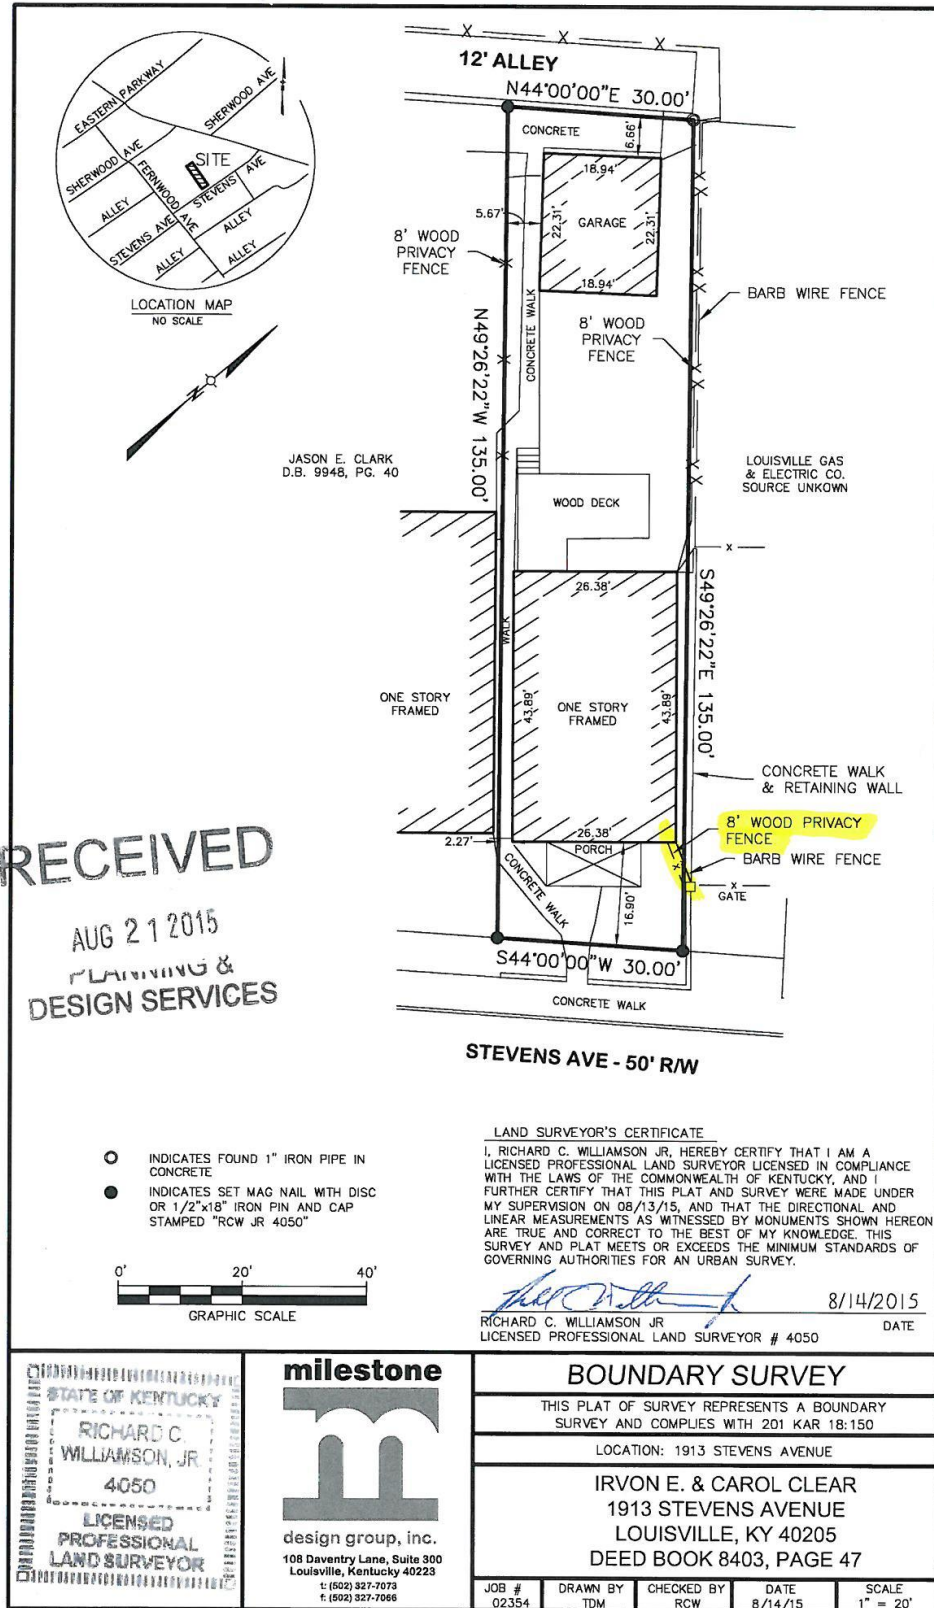 12' ALLEY
N44°00'00"E 30.00'
CONCRETE
6.66'
18.94'
5.67'
22.31'
GARAGE
22.31'
18.94'
8' WOOD
PRIVACY
FENCE
CONCRETE WALK
BARB WIRE FENCE
8' WOOD
PRIVACY
FENCE
N49°26'22"W 135.00'
EASTERN PARKWAY
SHERWOOD AVE
SHERWOOD AVE
FERNWOOD AVE
SITE
STEVENS AVE
ALLEY
STEVENS AVE
ALLEY
ALLEY
ALLEY
LOCATION MAP
NO SCALE
N
JASON E. CLARK
D.B. 9948, PG. 40
LOUISVILLE GAS
& ELECTRIC CO.
SOURCE UNKOWN
WOOD DECK
X
26.38'
S49°26'22"E 135.00'
WALK
ONE STORY
FRAMED
43.89'
ONE STORY
FRAMED
43.89'
CONCRETE WALK
& RETAINING WALL
8' WOOD PRIVACY
FENCE
BARB WIRE FENCE
X
GATE
2.27'
26.38'
PORCH
CONCRETE WALK
16.90'
S44°00'00"W 30.00'
CONCRETE WALK
STEVENS AVE - 50' R/W
RECEIVED
AUG 21 2015
PLANNING &
DESIGN SERVICES
INDICATES FOUND 1" IRON PIPE IN
CONCRETE
INDICATES SET MAG NAIL WITH DISC
OR 1/2"x18" IRON PIN AND CAP
STAMPED "RCW JR 4050"
0' 20' 40'
GRAPHIC SCALE
LAND SURVEYOR'S CERTIFICATE
I, RICHARD C. WILLIAMSON JR, HEREBY CERTIFY THAT I AM A
LICENSED PROFESSIONAL LAND SURVEYOR LICENSED IN COMPLIANCE
WITH THE LAWS OF THE COMMONWEALTH OF KENTUCKY, AND I
FURTHER CERTIFY THAT THIS PLAT AND SURVEY WERE MADE UNDER
MY SUPERVISION ON 08/13/15, AND THAT THE DIRECTIONAL AND
LINEAR MEASUREMENTS AS WITNESSED BY MONUMENTS SHOWN HEREON
ARE TRUE AND CORRECT TO THE BEST OF MY KNOWLEDGE. THIS
SURVEY AND PLAT MEETS OR EXCEEDS THE MINIMUM STANDARDS OF
GOVERNING AUTHORITIES FOR AN URBAN SURVEY.
8/14/2015
RICHARD C. WILLIAMSON JR DATE
LICENSED PROFESSIONAL LAND SURVEYOR # 4050
STATE OF KENTUCKY
RICHARD C.
WILLIAMSON, JR.
4050
LICENSED
PROFESSIONAL
LAND SURVEYOR
milestone
m
design group, inc.
108 Daventry Lane, Suite 300
Louisville, Kentucky 40223
t: (502) 327-7073
f: (502) 327-7066
BOUNDARY SURVEY
THIS PLAT OF SURVEY REPRESENTS A BOUNDARY
SURVEY AND COMPLIES WITH 201 KAR 18:150
LOCATION: 1913 STEVENS AVENUE
IRVON E. & CAROL CLEAR
1913 STEVENS AVENUE
LOUISVILLE, KY 40205
DEED BOOK 8403, PAGE 47
JOB # DRAWN BY CHECKED BY DATE SCALE
02354 TDM RCW 8/14/15 1" = 20'